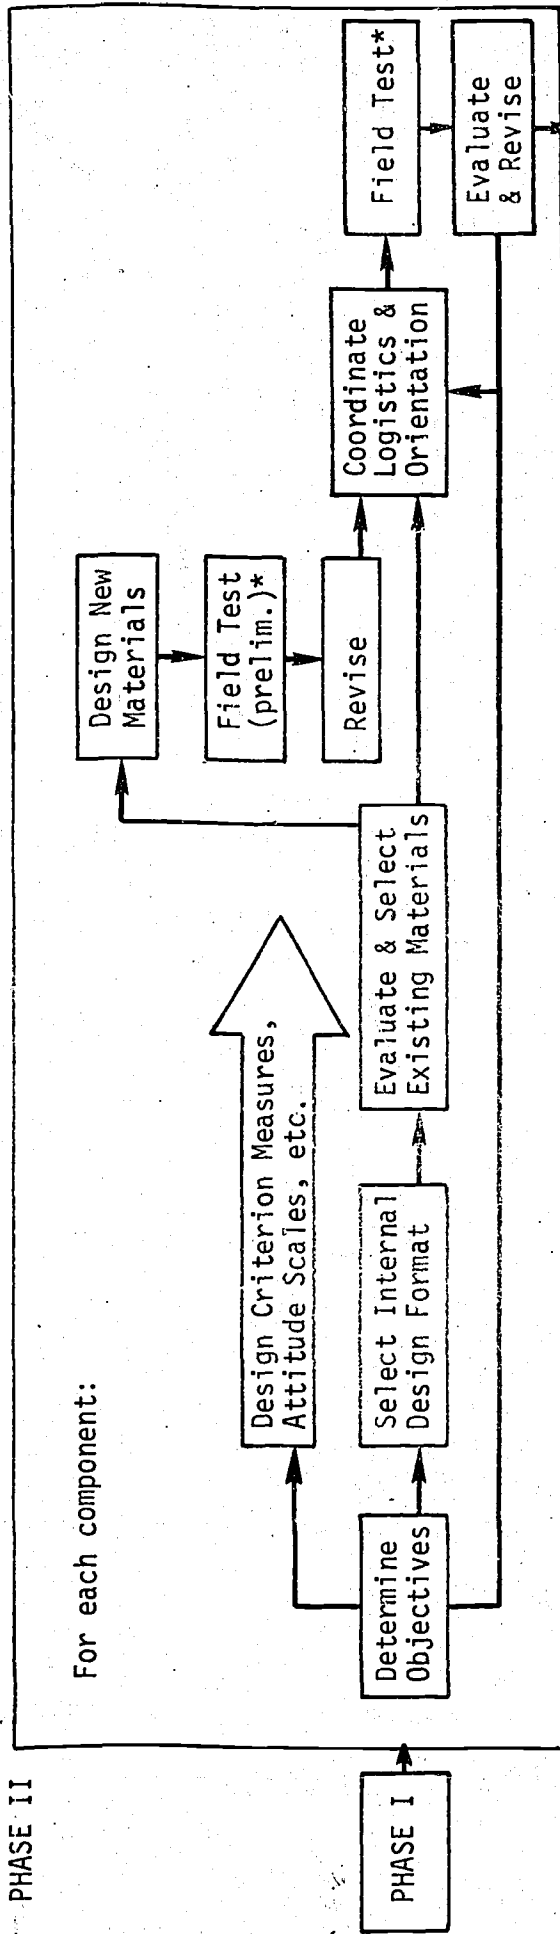 PHASE II
For each component:
PHASE I
Determine
Objectives
Design Criterion Measures,
Attitude Scales, etc.
Select Internal
Design Format
Evaluate & Select
Existing Materials
Design New
Materials
Field Test
(prelim.)*
Revise
Coordinate
Logistics &
Orientation
Field Test*
Evaluate
& Revise